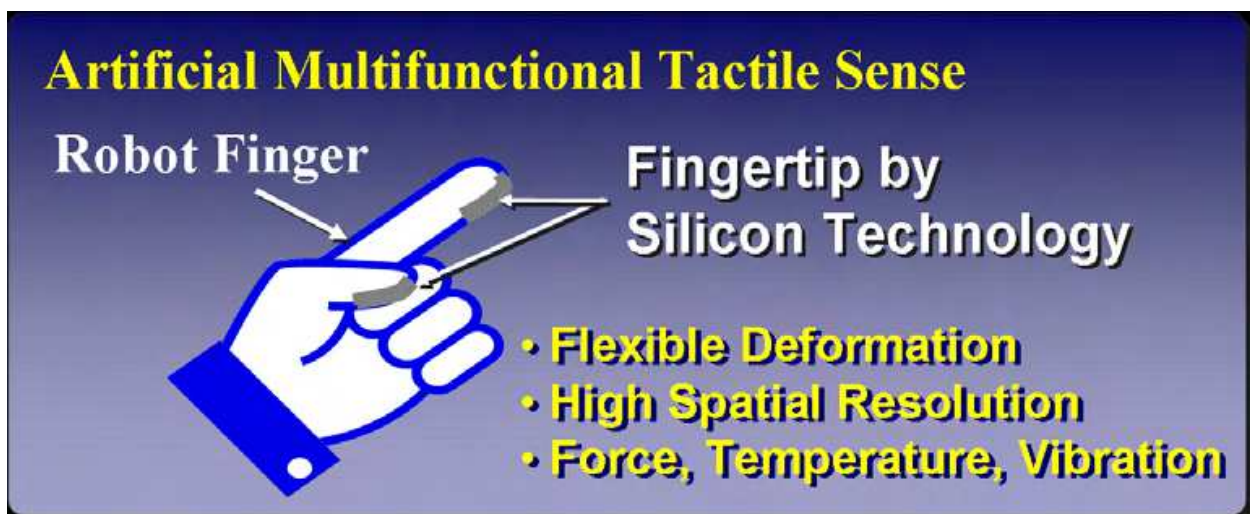 Artificial Multifunctional Tactile Sense
Robot Finger
Fingertip by
Silicon Technology
• Flexible Deformation
• High Spatial Resolution
• Force, Temperature, Vibration